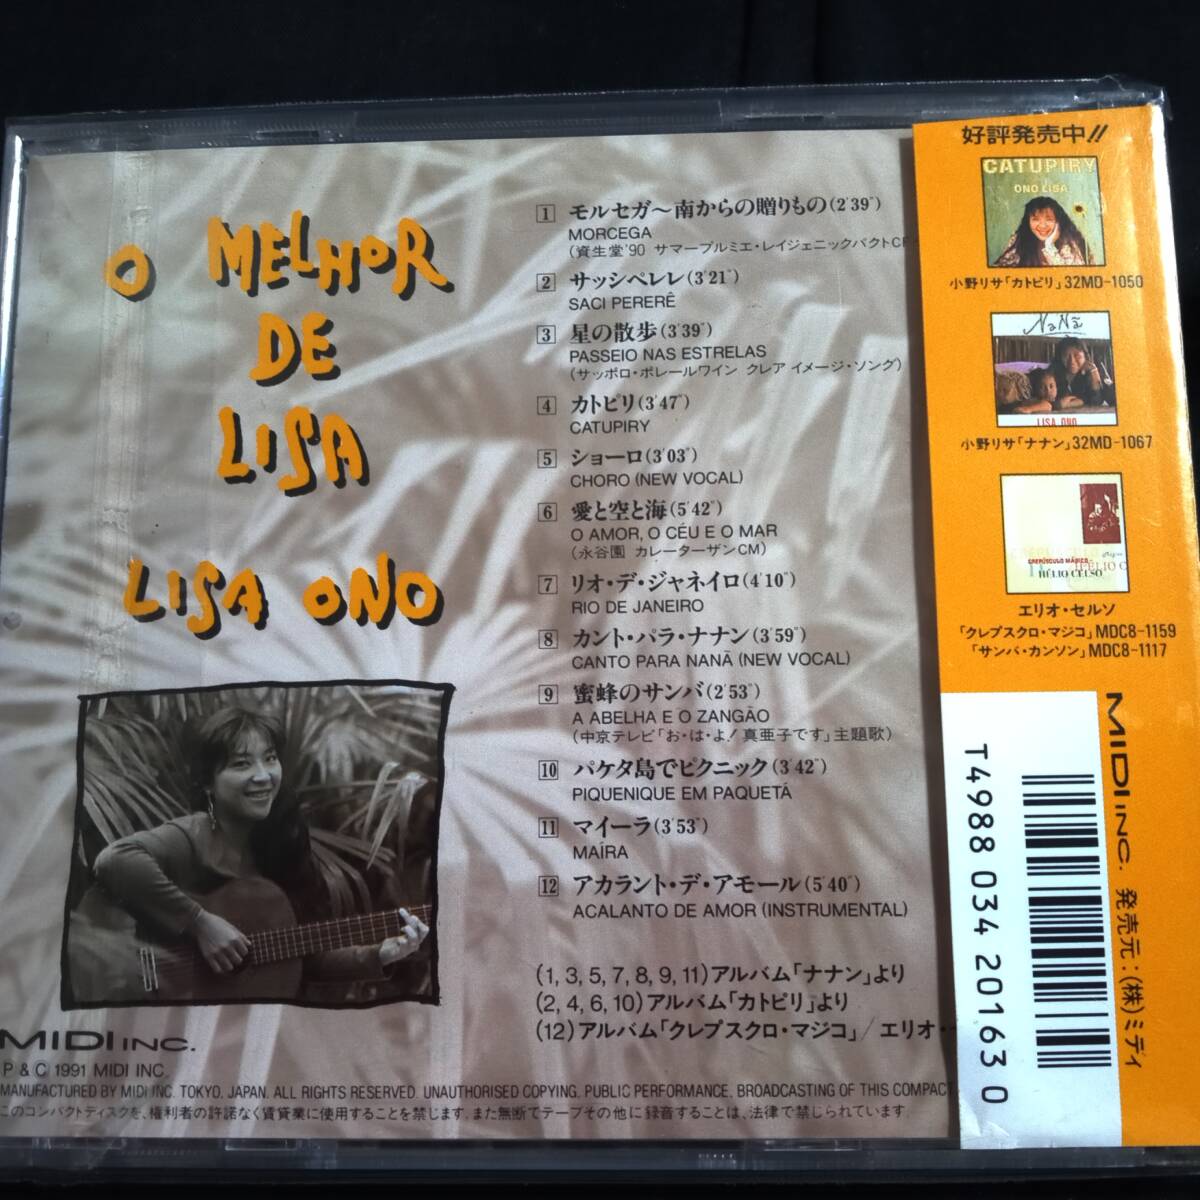 O MELHOR
DE
LISA
LISA ONO
1 モルセガ〜南からの贈りもの(2'39")
MORCEGA
(資生堂'90 サマープルミエ・レイジェニックパクトCF
2 サッシペレレ(3'21")
SACI PERERÊ
3 星の散歩(3'39")
PASSEIO NAS ESTRELAS
(サッポロ・ポレールワイン クレア イメージ・ソング)
4 カトピリ(3'47")
CATUPIRY
5 ショーロ(3'03")
CHORO (NEW VOCAL)
6 愛と空と海(5'42")
O AMOR, O CÉU E O MAR
(永谷園 カレーターザンCM)
7 リオ・デ・ジャネイロ(4'10")
RIO DE JANEIRO
8 カント・パラ・ナナン(3'59")
CANTO PARA NANÃ (NEW VOCAL)
9 蜜蜂のサンバ(2'53")
A ABELHA E O ZANGÃO
(中京テレビ「お・は・よ!真亜子です」主題歌)
10 パケタ島でピクニック(3'42")
PIQUENIQUE EM PAQUETÁ
11 マイーラ(3'53")
MAÍRA
12 アカラント・デ・アモール(5'40")
ACALANTO DE AMOR (INSTRUMENTAL)
(1, 3, 5, 7, 8, 9, 11)アルバム「ナナン」より
(2, 4, 6, 10)アルバム「カトピリ」より
(12)アルバム「クレプスクロ・マジコ」/エリオ・
MIDI INC.
P & C 1991 MIDI INC.
MANUFACTURED BY MIDI INC. TOKYO, JAPAN. ALL RIGHTS RESERVED. UNAUTHORISED COPYING, PUBLIC PERFORMANCE, BROADCASTING OF THIS COMPACT
このコンパクトディスクを、権利者の許諾なく賃貸業に使用することを禁じます。また無断でテープその他に録音することは、法律で禁じられています。
好評発売中!!
CATUPIRY
ONO LISA
小野リサ「カトピリ」32MD-1050
NaNã
LISA ONO
小野リサ「ナナン」32MD-1067
CREPÚSCULO MÁGICO
HÉLIO CELSO
エリオ・セルソ
「クレプスクロ・マジコ」MDC8-1159
「サンバ・カンソン」MDC8-1117
MIDI INC. 発売元:(株)ミディ
T4988 034 20163 0